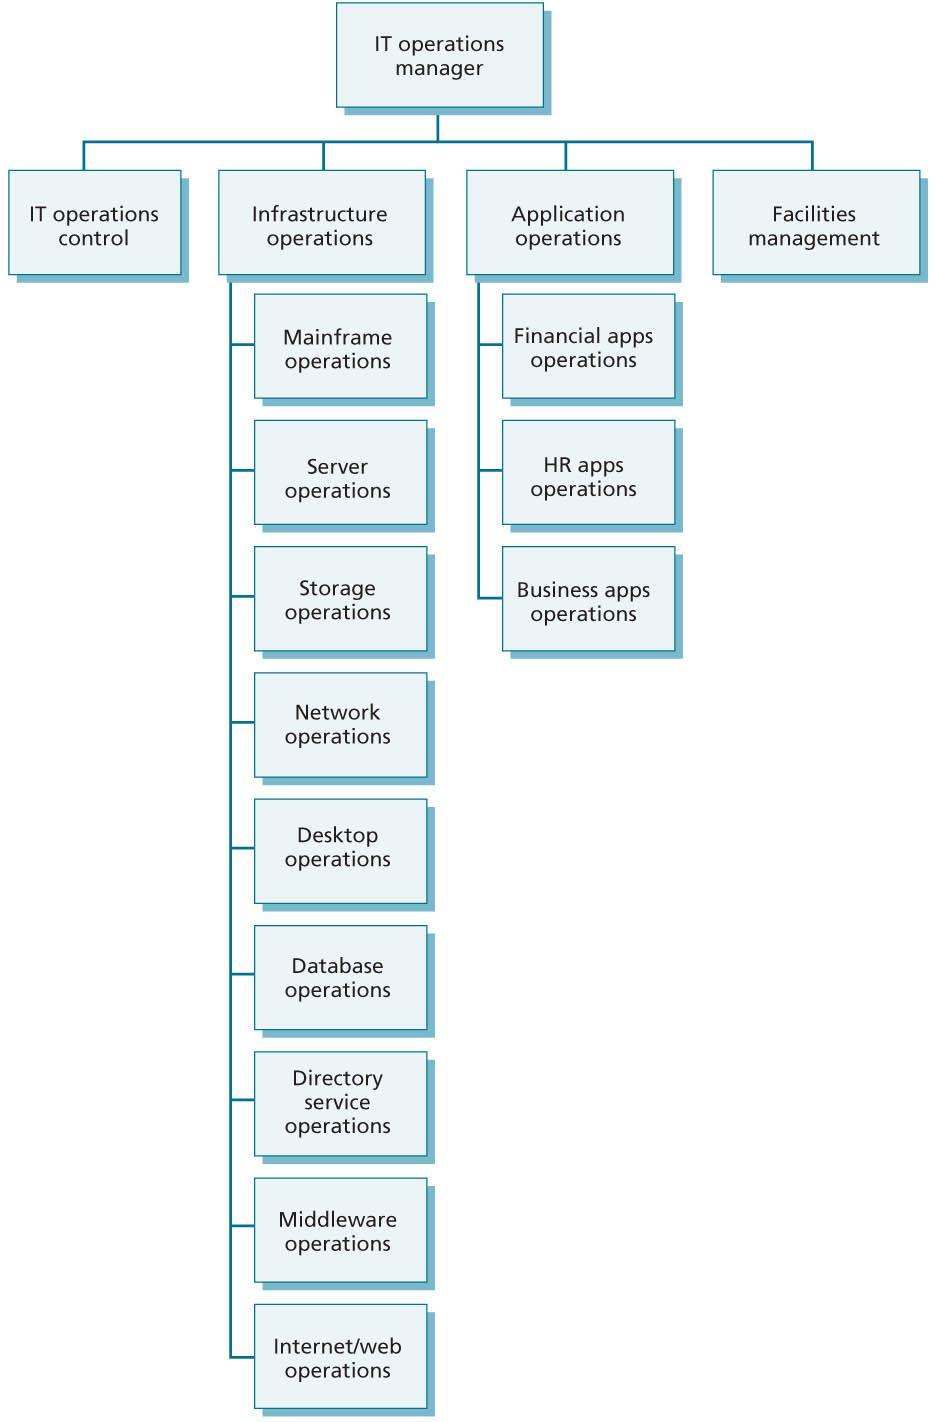 IT operations
manager
IT operations
control
Infrastructure
operations
Application
operations
Facilities
management
Mainframe
operations
Server
operations
Storage
operations
Network
operations
Desktop
operations
Database
operations
Directory
service
operations
Middleware
operations
Internet/web
operations
Financial apps
operations
HR apps
operations
Business apps
operations